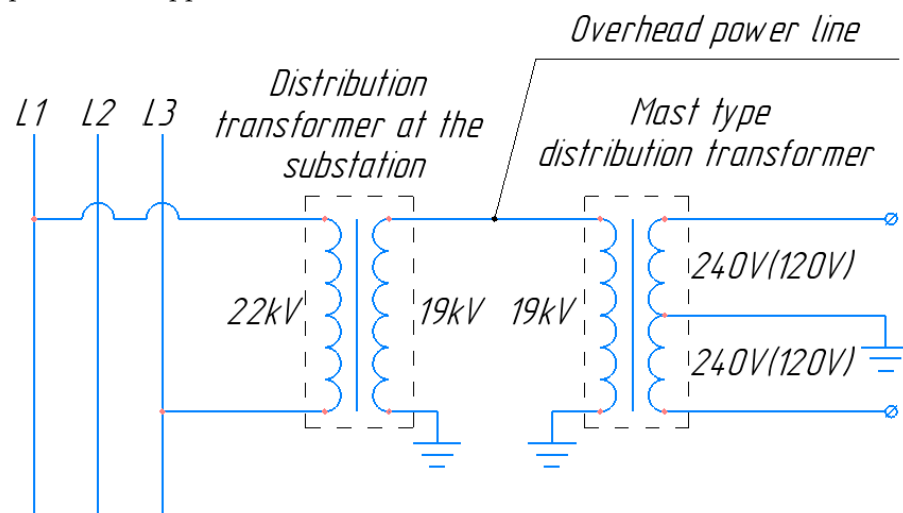 Overhead power line
L1 L2 L3
Distribution
transformer at the
substation
Mast type
distribution transformer
22kV
19kV
19kV
240V(120V)
240V(120V)